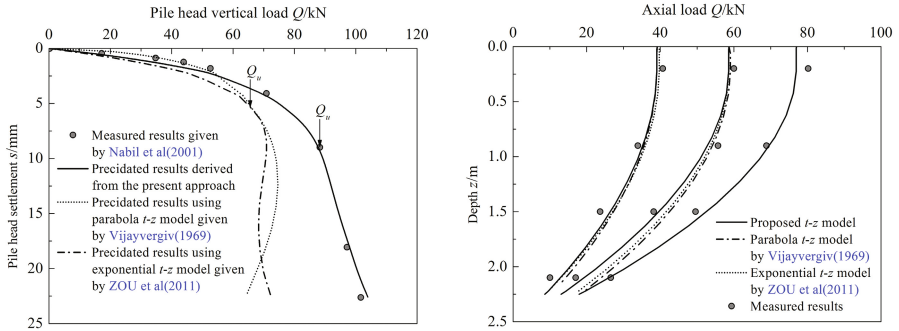 Pile head vertical load Q/kN
0 20 40 60 80 100 120
0
5
10
15
20
25
Pile head settlement s/mm
Qu
Qu
Measured results given
by Nabil et al(2001)
Precidated results derived
from the present approach
Precidated results using
parabola t-z model given
by Vijayvergiv(1969)
Precidated results using
exponential t-z model given
by ZOU et al(2011)
Axial load Q/kN
0 20 40 60 80 100
0.0
0.5
1.0
1.5
2.0
2.5
Depth z/m
Proposed t-z model
Parabola t-z model
by Vijayvergiv(1969)
Exponential t-z model
by ZOU et al(2011)
Measured results